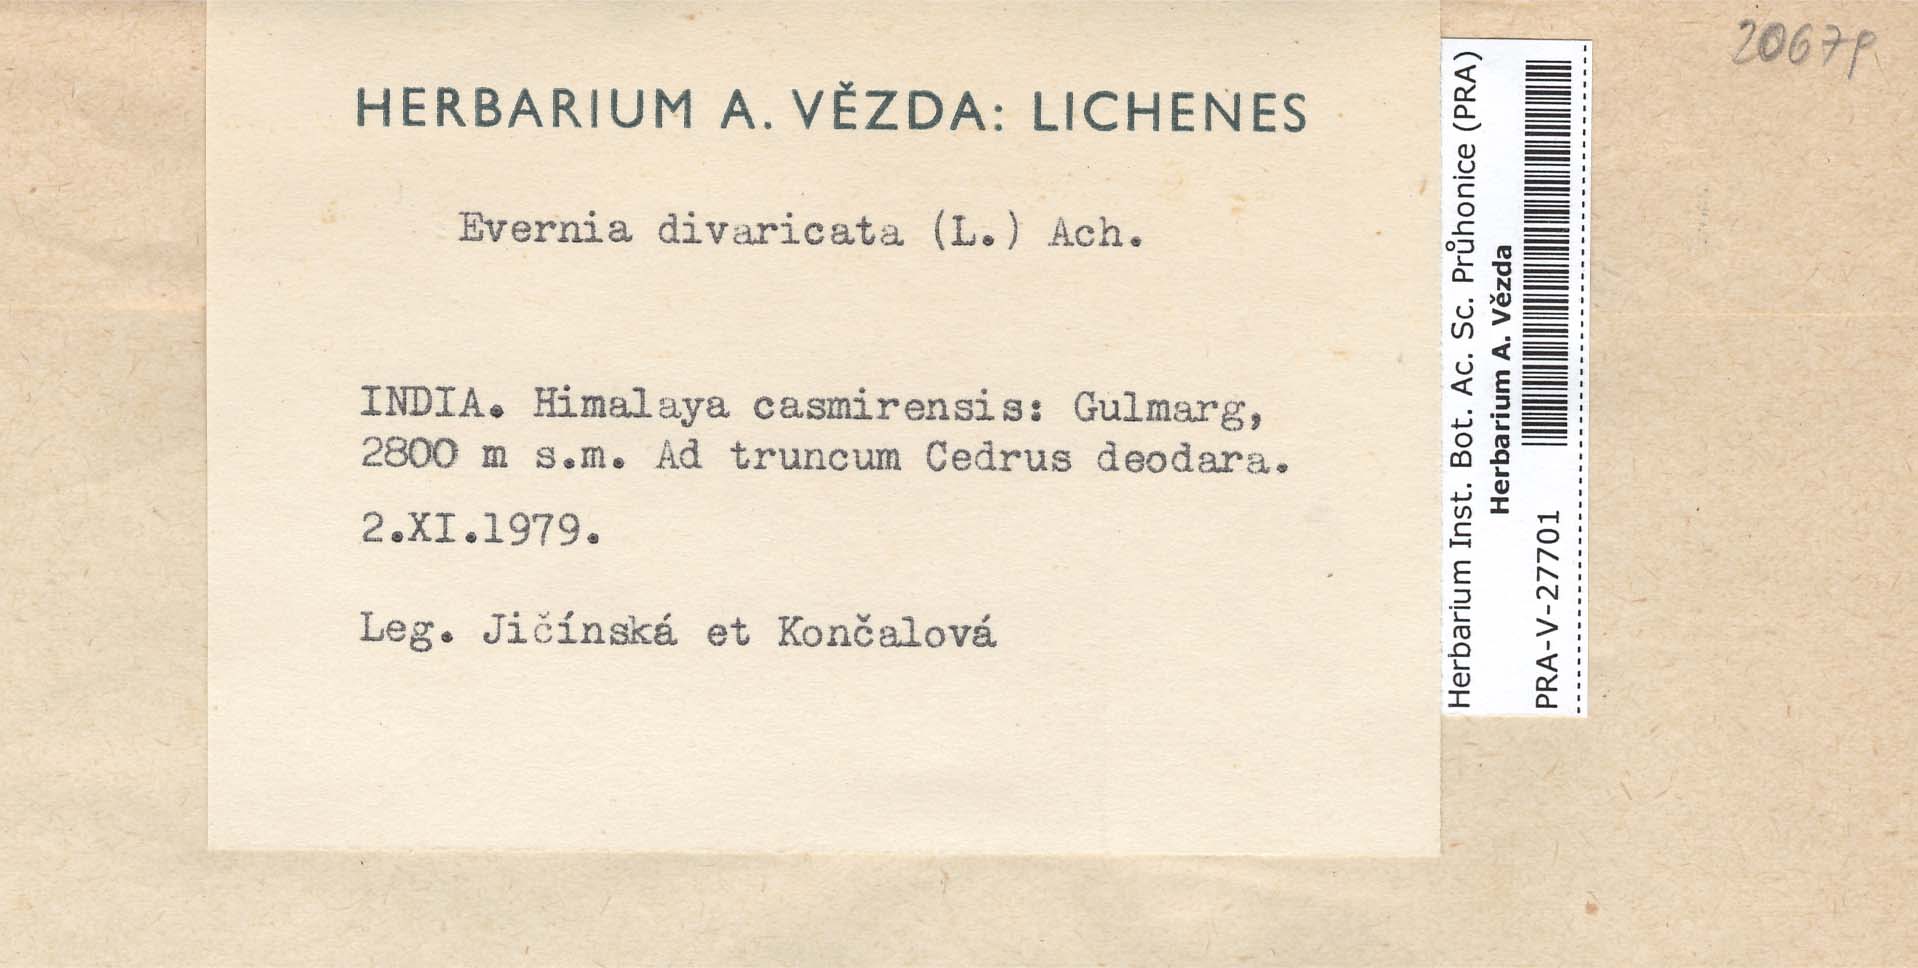 HERBARIUM A. VĚZDA: LICHENES
Evernia divaricata (L.) Ach.
INDIA. Himalaya casmirensis: Gulmarg,
2800 m s.m. Ad truncum Cedrus deodara.
2.XI.1979.
Leg. Jičínská et Končalová
Herbarium Inst. Bot. Ac. Sc. Průhonice (PRA)
Herbarium A. Vězda
PRA-V-27701